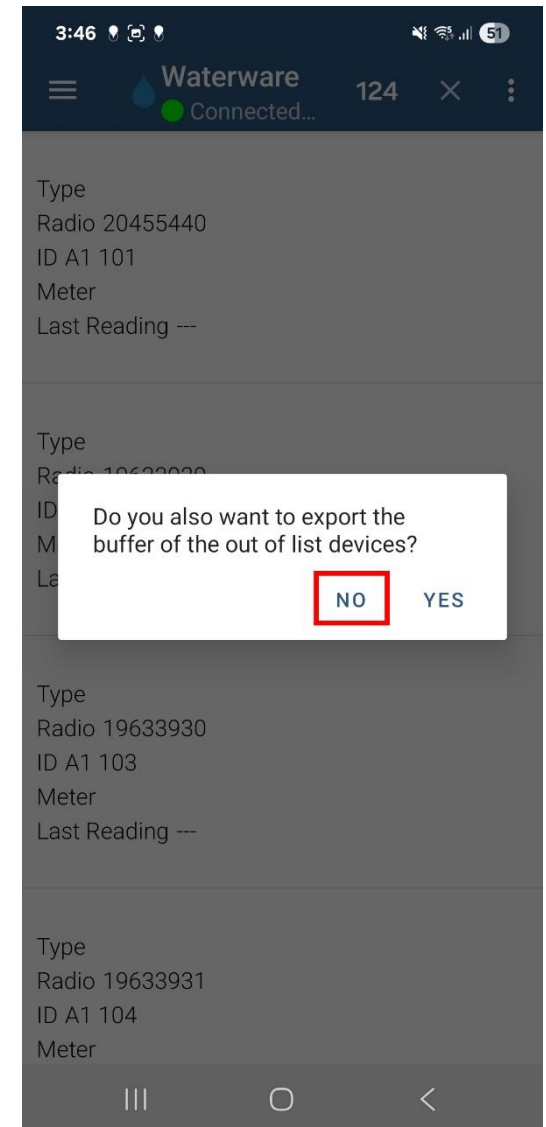 3:46
51
Waterware
124
Connected...
Type
Radio 20455440
ID A1 101
Meter
Last Reading ---
Type
ID
Do you also want to export the
buffer of the out of list devices?
NO YES
Type
Radio 19633930
ID A1 103
Meter
Last Reading ---
Type
Radio 19633931
ID A1 104
Meter